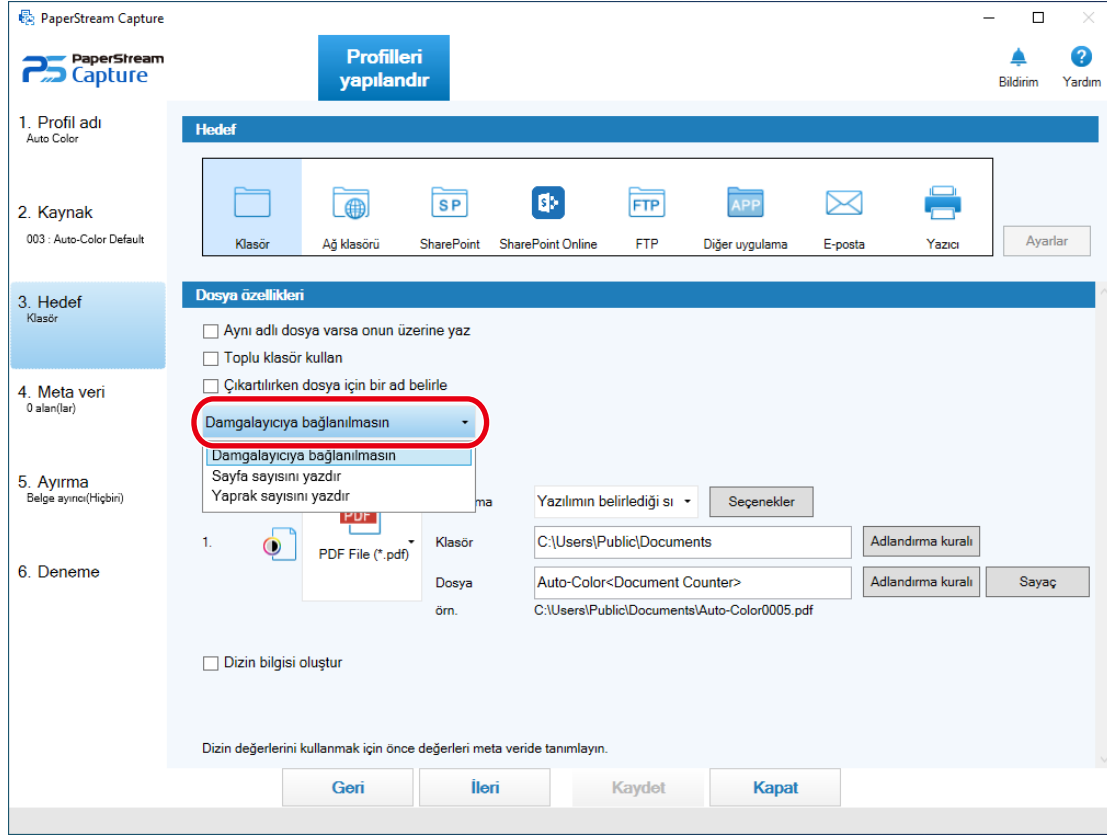 PaperStream Capture
PaperStream
Capture
Profilleri
yapılandır
Bildirim
Yardım
1. Profil adı
Auto Color
2. Kaynak
003 : Auto-Color Default
3. Hedef
Klasör
4. Meta veri
0 alan(lar)
5. Ayırma
Belge ayırıcı(Hiçbiri)
6. Deneme
Hedef
Klasör
Ağ klasörü
SP
SharePoint
S
SharePoint Online
FTP
FTP
APP
Diğer uygulama
E-posta
Yazıcı
Ayarlar
Dosya özellikleri
Aynı adlı dosya varsa onun üzerine yaz
Toplu klasör kullan
Çıkartılırken dosya için bir ad belirle
Damgalayıcıya bağlanılmasın
Damgalayıcıya bağlanılmasın
Sayfa sayısını yazdır
Yaprak sayısını yazdır
ma
Yazılımın belirlediği sı
Seçenekler
1.
PDF
PDF File (*.pdf)
Klasör
C:\Users\Public\Documents
Adlandırma kuralı
Dosya
Auto-Color<Document Counter>
Adlandırma kuralı
Sayaç
örn.
C:\Users\Public\Documents\Auto-Color0005.pdf
Dizin bilgisi oluştur
Dizin değerlerini kullanmak için önce değerleri meta veride tanımlayın.
Geri
İleri
Kaydet
Kapat